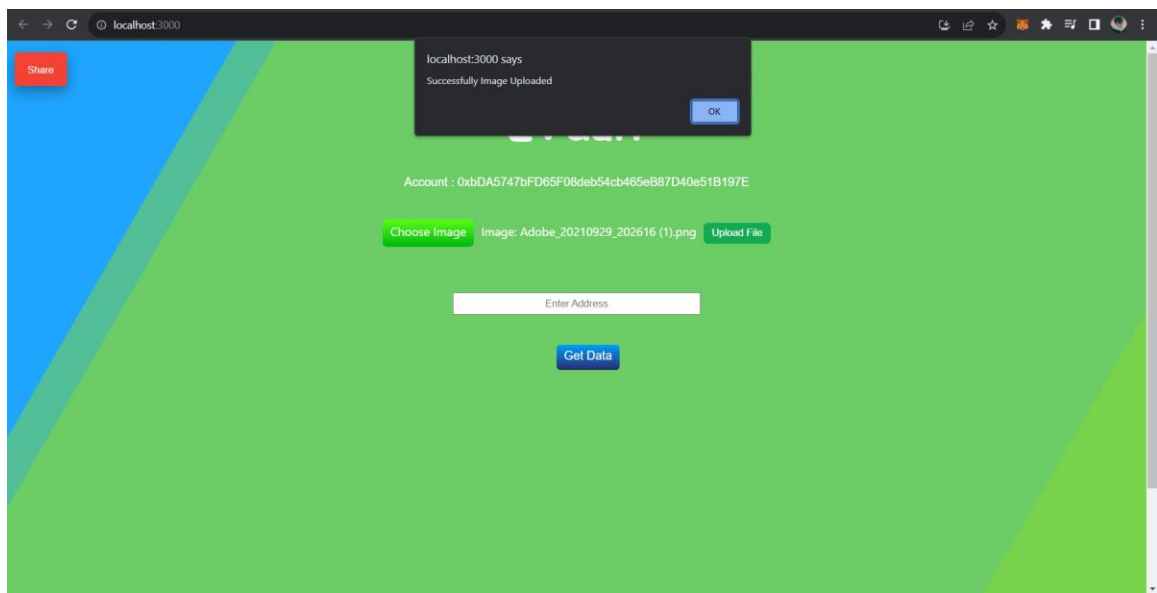 localhost:3000
Share
localhost:3000 says
Successfully Image Uploaded
OK
Account : 0xbDA5747bFD65F08deb54cb465eB87D40e51B197E
Choose Image Image: Adobe_20210929_202616 (1).png Upload File
Enter Address
Get Data